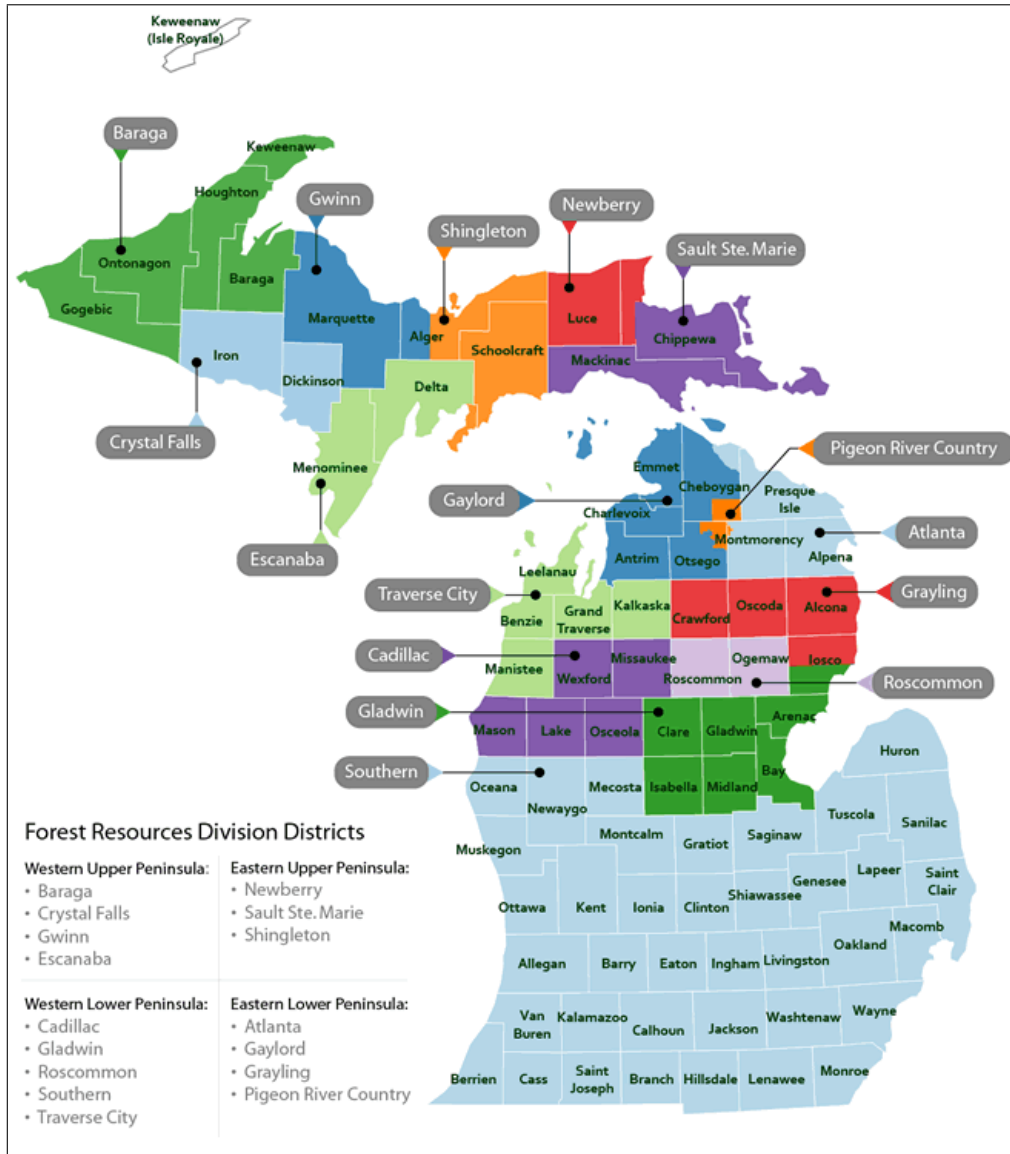 Keweenaw
(Isle Royale)
Baraga
Keweenaw
Houghton
Gwinn
Newberry
Shingleton
Sault Ste. Marie
Ontonagon
Baraga
Gogebic
Marquette
Alger
Luce
Chippewa
Schoolcraft
Mackinac
Iron
Dickinson
Delta
Crystal Falls
Menominee
Escanaba
Emmet
Cheboygan
Pigeon River Country
Presque
Isle
Gaylord
Charlevoix
Montmorency
Atlanta
Antrim
Otsego
Alpena
Leelanau
Traverse City
Benzie
Grand
Traverse
Kalkaska
Crawford
Oscoda
Alcona
Grayling
Cadillac
Manistee
Wexford
Missaukee
Roscommon
Ogemaw
Iosco
Roscommon
Gladwin
Mason
Lake
Osceola
Clare
Gladwin
Arenac
Huron
Southern
Oceana
Newaygo
Mecosta
Isabella
Midland
Bay
Tuscola
Sanilac
Muskegon
Montcalm
Gratiot
Saginaw
Lapeer
Saint
Clair
Genesee
Shiawassee
Ottawa
Kent
Ionia
Clinton
Macomb
Oakland
Allegan
Barry
Eaton
Ingham
Livingston
Van
Buren
Kalamazoo
Calhoun
Jackson
Washtenaw
Wayne
Berrien
Cass
Saint
Joseph
Branch
Hillsdale
Lenawee
Monroe
Forest Resources Division Districts
Western Upper Peninsula:
• Baraga
• Crystal Falls
• Gwinn
• Escanaba
Eastern Upper Peninsula:
• Newberry
• Sault Ste. Marie
• Shingleton
Western Lower Peninsula:
• Cadillac
• Gladwin
• Roscommon
• Southern
• Traverse City
Eastern Lower Peninsula:
• Atlanta
• Gaylord
• Grayling
• Pigeon River Country